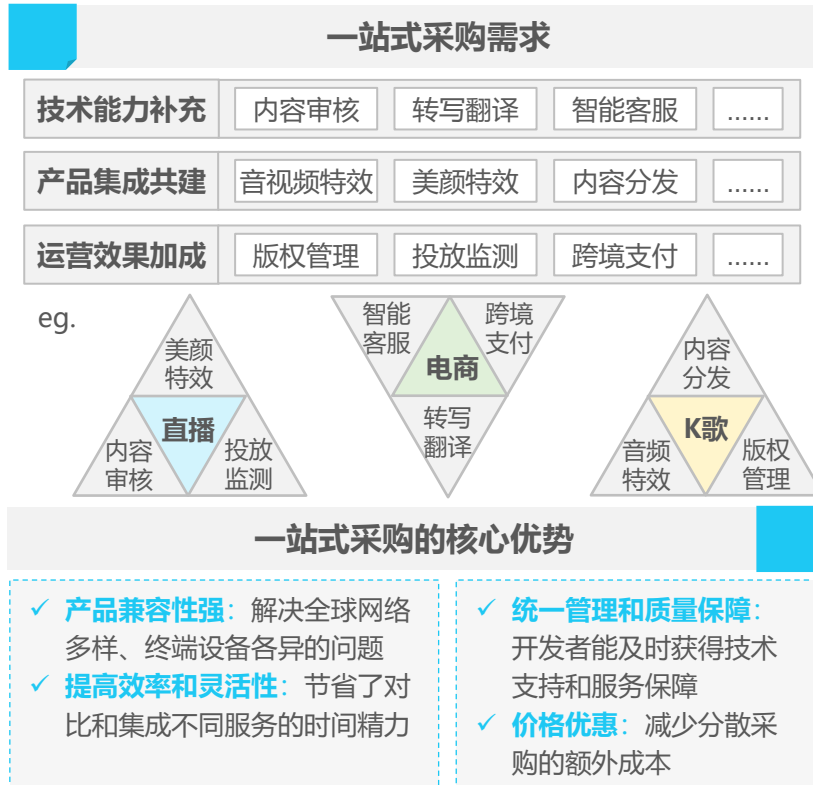 一站式采购需求
技术能力补充 内容审核 转写翻译 智能客服 ......
产品集成共建 音视频特效 美颜特效 内容分发 ......
运营效果加成 版权管理 投放监测 跨境支付 ......
eg.
美颜
特效
直播
内容
审核
投放
监测
智能
客服
跨境
支付
电商
转写
翻译
内容
分发
K歌
音频
特效
版权
管理
一站式采购的核心优势
✓ 产品兼容性强：解决全球网络
多样、终端设备各异的问题
✓ 提高效率和灵活性：节省了对
比和集成不同服务的时间精力
✓ 统一管理和质量保障：
开发者能及时获得技术
支持和服务保障
✓ 价格优惠：减少分散采
购的额外成本